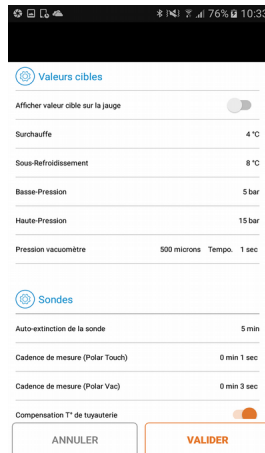 76% 10:33
Valeurs cibles
Afficher valeur cible sur la jauge
Surchauffe 4 °C
Sous-Refroidissement 8 °C
Basse-Pression 5 bar
Haute-Pression 15 bar
Pression vacuomètre 500 microns Tempo. 1 sec
Sondes
Auto-extinction de la sonde 5 min
Cadence de mesure (Polar Touch) 0 min 1 sec
Cadence de mesure (Polar Vac) 0 min 3 sec
Compensation T° de tuyauterie
ANNULER VALIDER